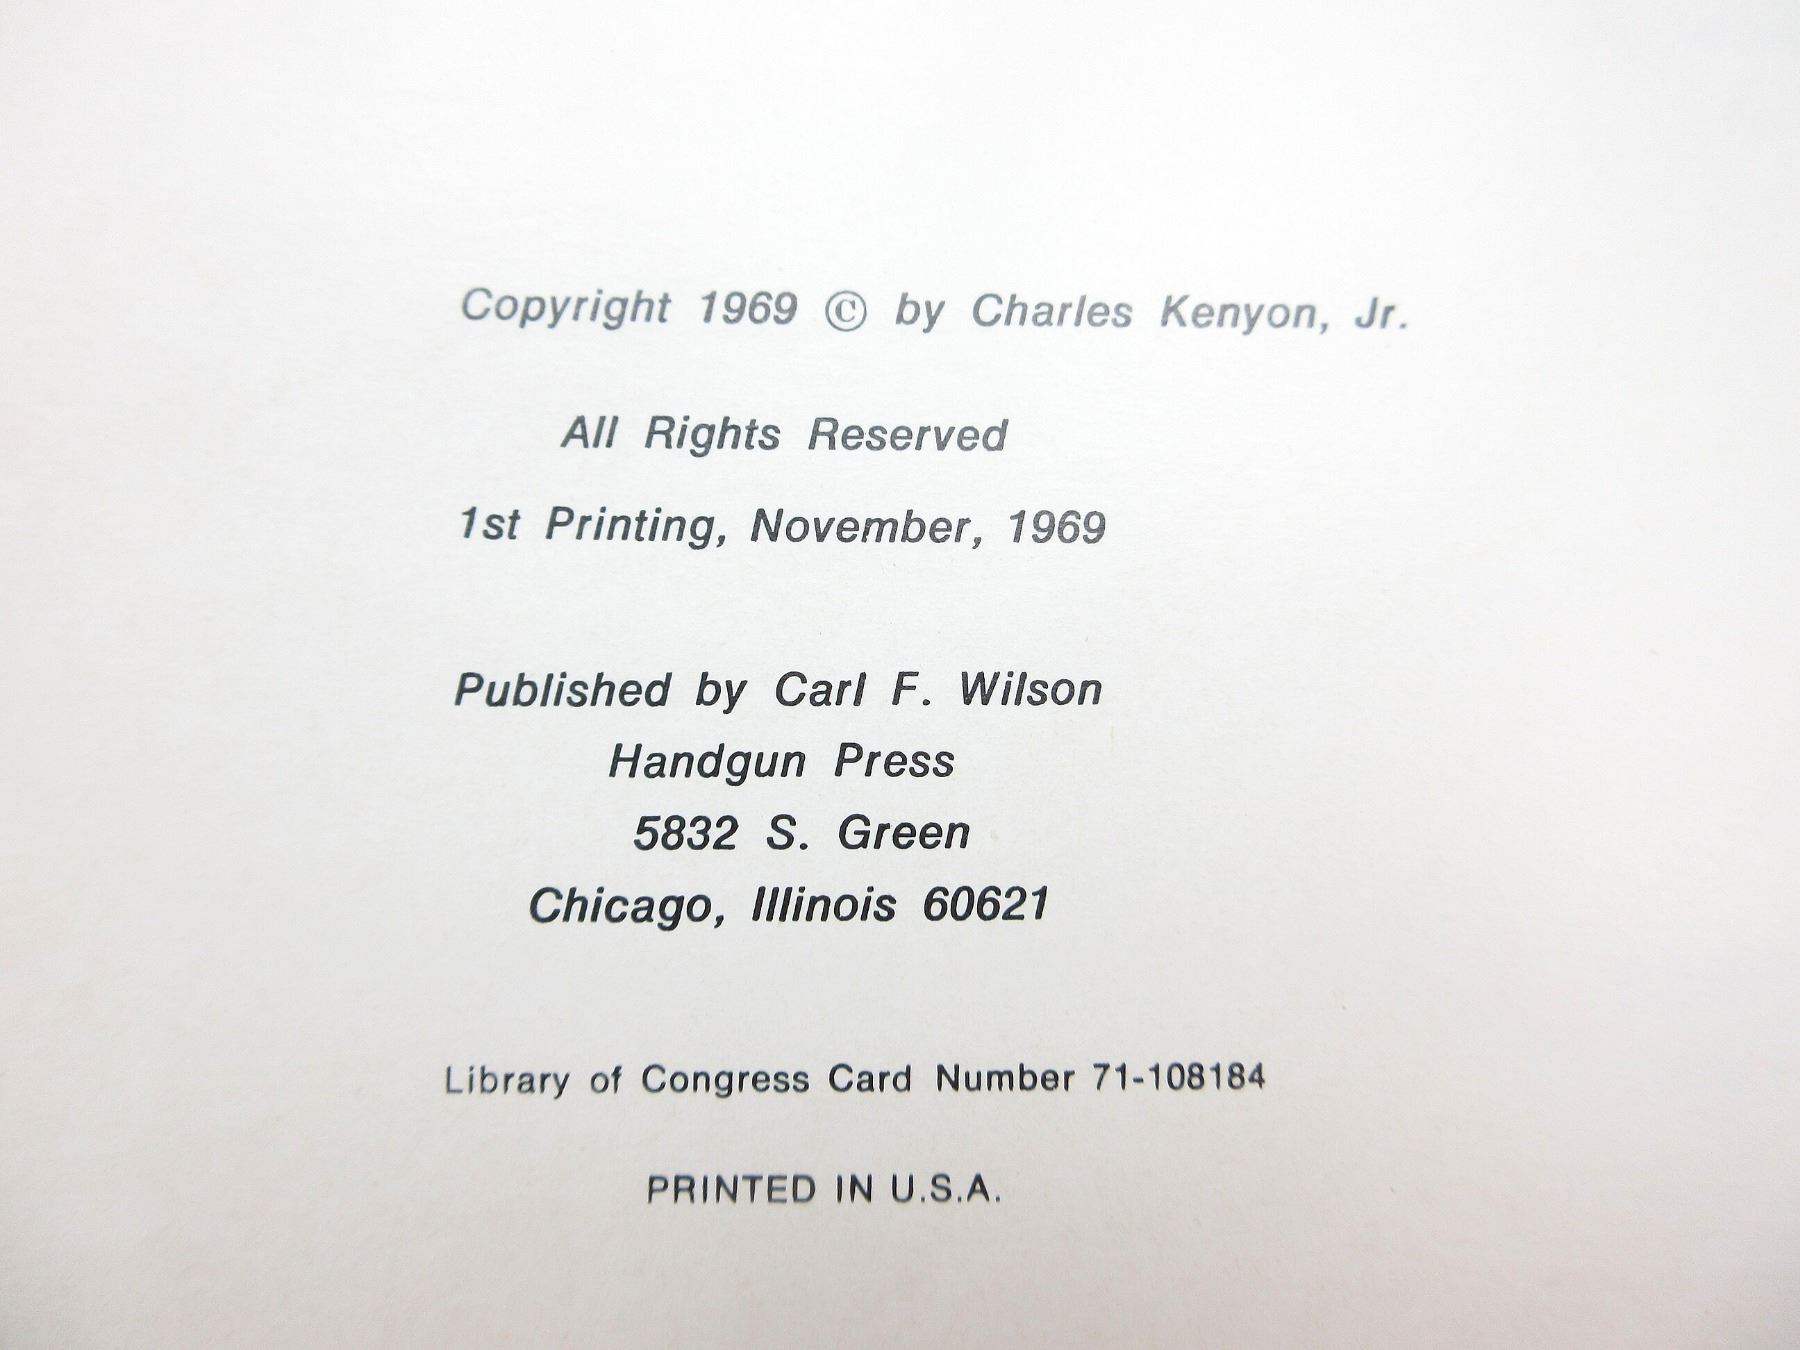 Copyright 1969 © by Charles Kenyon, Jr.
All Rights Reserved
1st Printing, November, 1969
Published by Carl F. Wilson
Handgun Press
5832 S. Green
Chicago, Illinois 60621
Library of Congress Card Number 71-108184
PRINTED IN U.S.A.